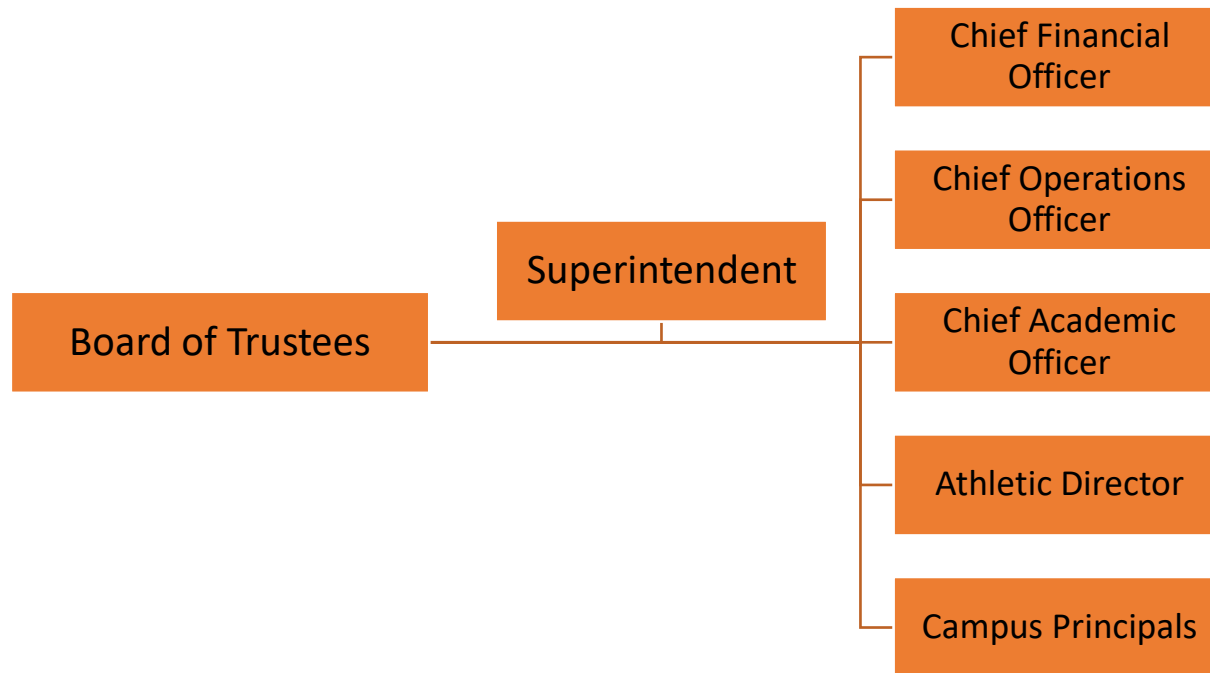 Board of Trustees
Superintendent
Chief Financial
Officer
Chief Operations
Officer
Chief Academic
Officer
Athletic Director
Campus Principals